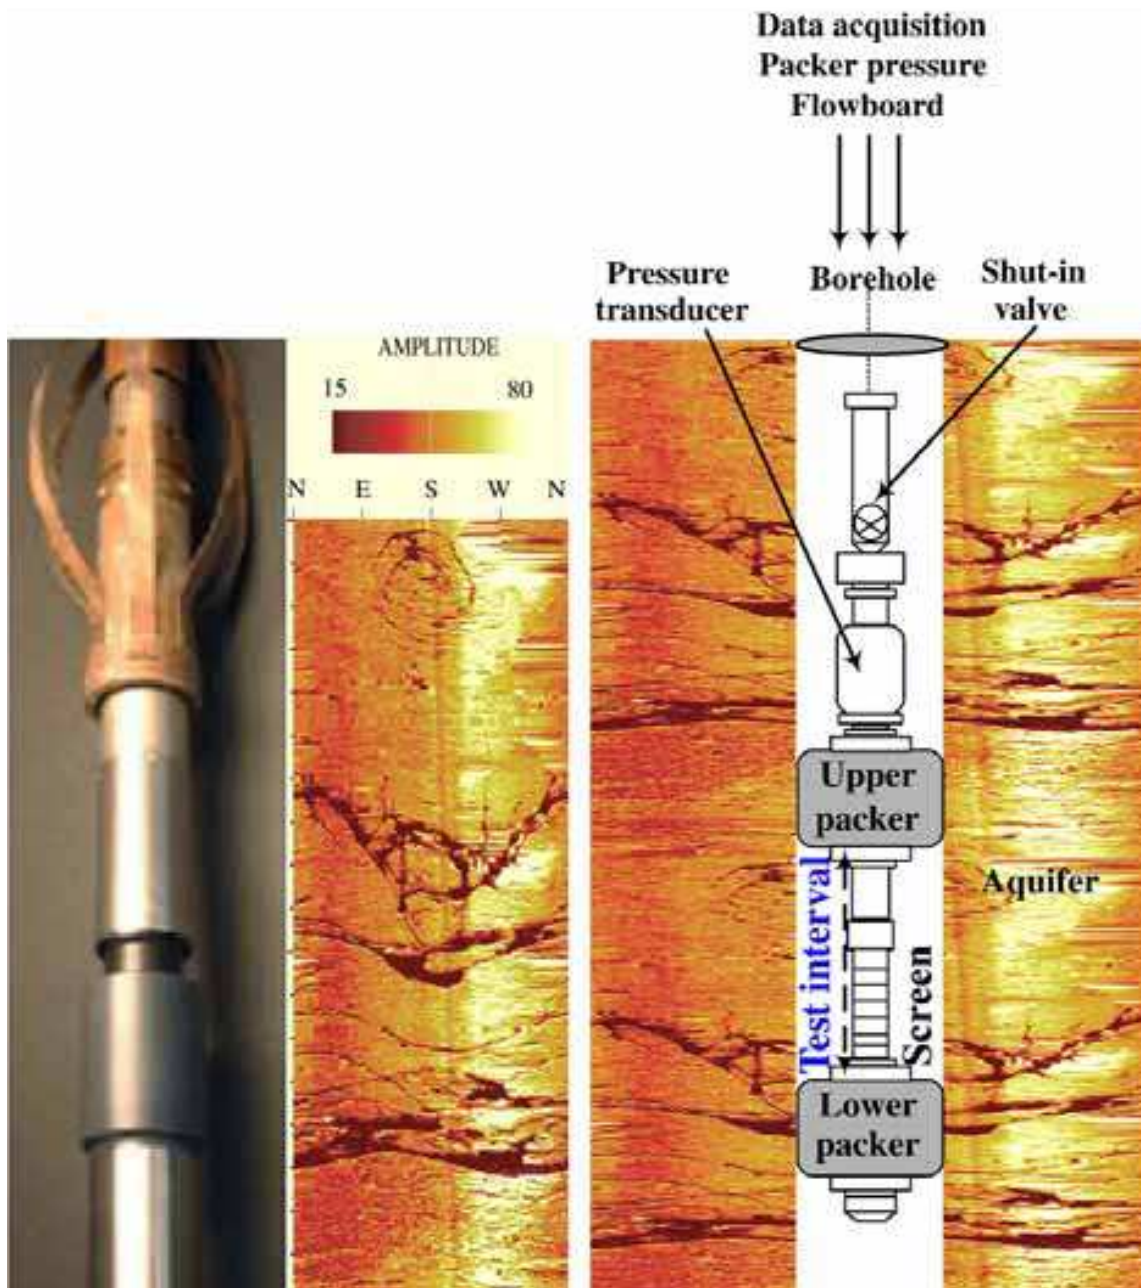 Data acquisition
Packer pressure
Flowboard
Pressure
transducer
Borehole
Shut-in
valve
AMPLITUDE
15 80
N E S W N
Upper
packer
Test interval
Aquifer
Screen
Lower
packer